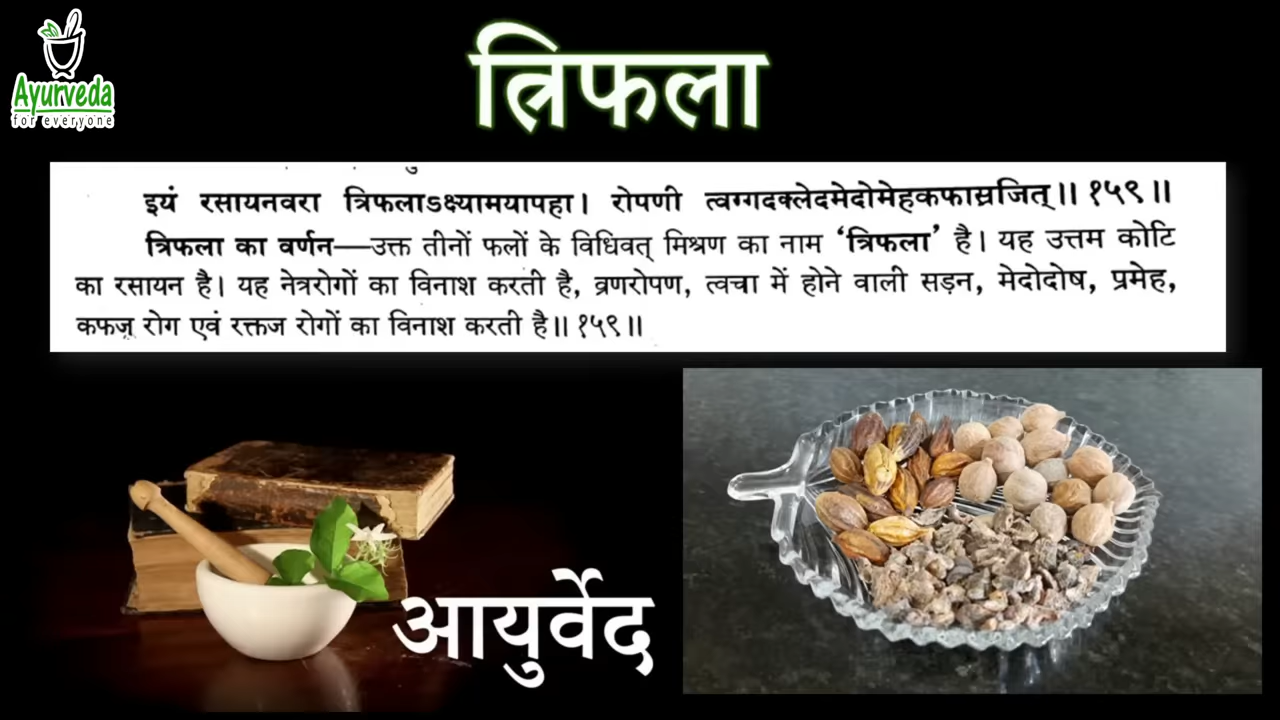 Ayurveda
for everyone
त्रिफला
इयं रसायनवरा त्रिफलाऽक्ष्यामयापहा। रोपणी त्वग्गदक्लेदमेदोमेहकफास्रजित्॥ १५९॥
त्रिफला का वर्णन—उक्त तीनों फलों के विधिवत् मिश्रण का नाम ‘त्रिफला’ है। यह उत्तम कोटि
का रसायन है। यह नेत्ररोगों का विनाश करती है, व्रणरोपण, त्वचा में होने वाली सड़न, मेदोदोष, प्रमेह,
कफज रोग एवं रक्तज रोगों का विनाश करती है॥ १५९॥
आयुर्वेद